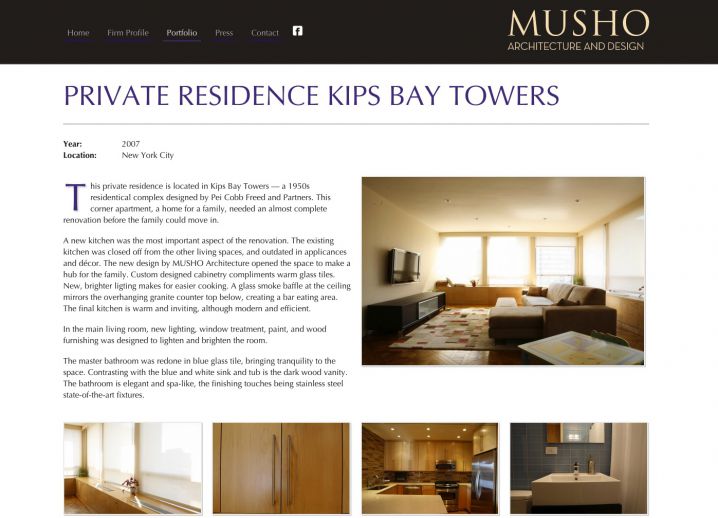 MUSHO
ARCHITECTURE AND DESIGN
Home Firm Profile Portfolio Press Contact
PRIVATE RESIDENCE KIPS BAY TOWERS
Year: 2007
Location: New York City
This private residence is located in Kips Bay Towers — a 1950s
residentical complex designed by Pei Cobb Freed and Partners. This
corner apartment, a home for a family, needed an almost complete
renovation before the family could move in.
A new kitchen was the most important aspect of the renovation. The existing
kitchen was closed off from the other living spaces, and outdated in applicances
and décor. The new design by MUSHO Architecture opened the space to make a
hub for the family. Custom designed cabinetry compliments warm glass tiles.
New, brighter ligting makes for easier cooking. A glass smoke baffle at the ceiling
mirrors the overhanging granite counter top below, creating a bar eating area.
The final kitchen is warm and inviting, although modern and efficient.
In the main living room, new lighting, window treatment, paint, and wood
furnishing was designed to lighten and brighten the room.
The master bathroom was redone in blue glass tile, bringing tranquility to the
space. Contrasting with the blue and white sink and tub is the dark wood vanity.
The bathroom is elegant and spa-like, the finishing touches being stainless steel
state-of-the-art fixtures.